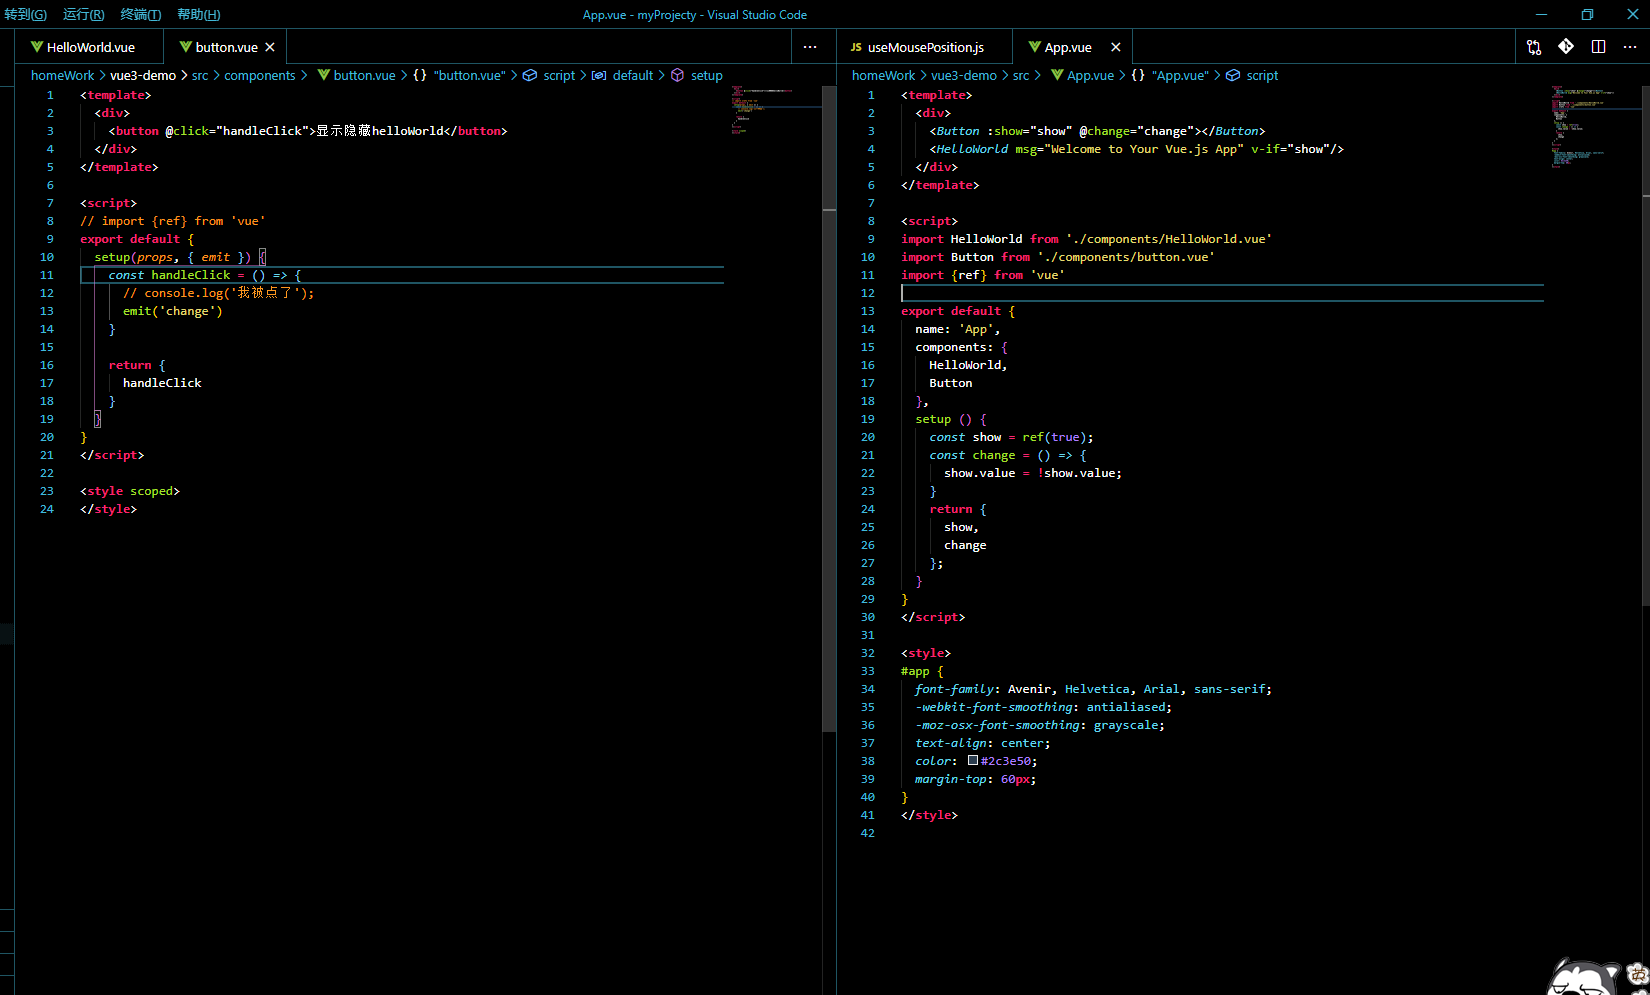 转到(G) 运行(R) 终端(T) 帮助(H) App.vue - myProjecty - Visual Studio Code
HelloWorld.vue button.vue
homeWork > vue3-demo > src > components > button.vue > {} "button.vue" > script > default > setup
1 <template>
2 <div>
3 <button @click="handleClick">显示隐藏helloWorld</button>
4 </div>
5 </template>
6
7 <script>
8 // import {ref} from 'vue'
9 export default {
10 setup(props, { emit }) {
11 const handleClick = () => {
12 // console.log('我被点了');
13 emit('change')
14 }
15
16 return {
17 handleClick
18 }
19 }
20 }
21 </script>
22
23 <style scoped>
24 </style>
JS useMousePosition.js App.vue
homeWork > vue3-demo > src > App.vue > {} "App.vue" > script
1 <template>
2 <div>
3 <Button :show="show" @change="change"></Button>
4 <HelloWorld msg="Welcome to Your Vue.js App" v-if="show"/>
5 </div>
6 </template>
7
8 <script>
9 import HelloWorld from './components/HelloWorld.vue'
10 import Button from './components/button.vue'
11 import {ref} from 'vue'
12
13 export default {
14 name: 'App',
15 components: {
16 HelloWorld,
17 Button
18 },
19 setup () {
20 const show = ref(true);
21 const change = () => {
22 show.value = !show.value;
23 }
24 return {
25 show,
26 change
27 };
28 }
29 }
30 </script>
31
32 <style>
33 #app {
34 font-family: Avenir, Helvetica, Arial, sans-serif;
35 -webkit-font-smoothing: antialiased;
36 -moz-osx-font-smoothing: grayscale;
37 text-align: center;
38 color: #2c3e50;
39 margin-top: 60px;
40 }
41 </style>
42
英